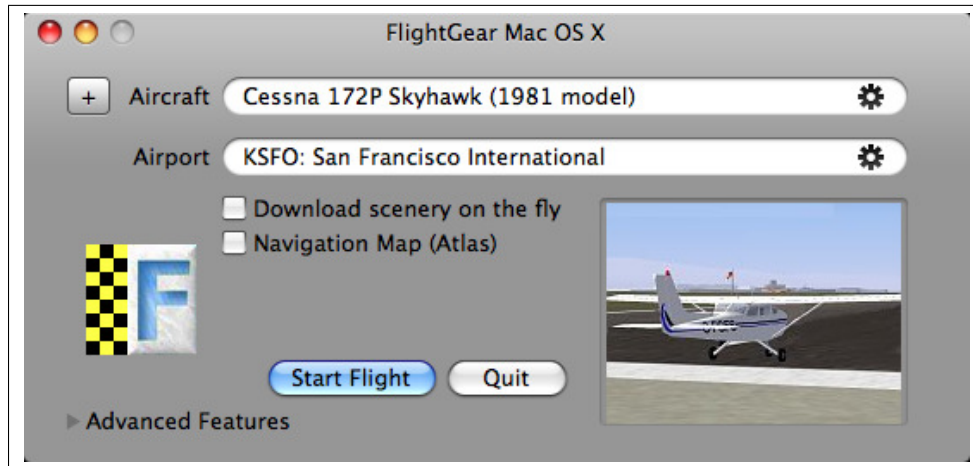 FlightGear Mac OS X
+ Aircraft Cessna 172P Skyhawk (1981 model)
Airport KSFO: San Francisco International
Download scenery on the fly
Navigation Map (Atlas)
F
Start Flight Quit
Advanced Features